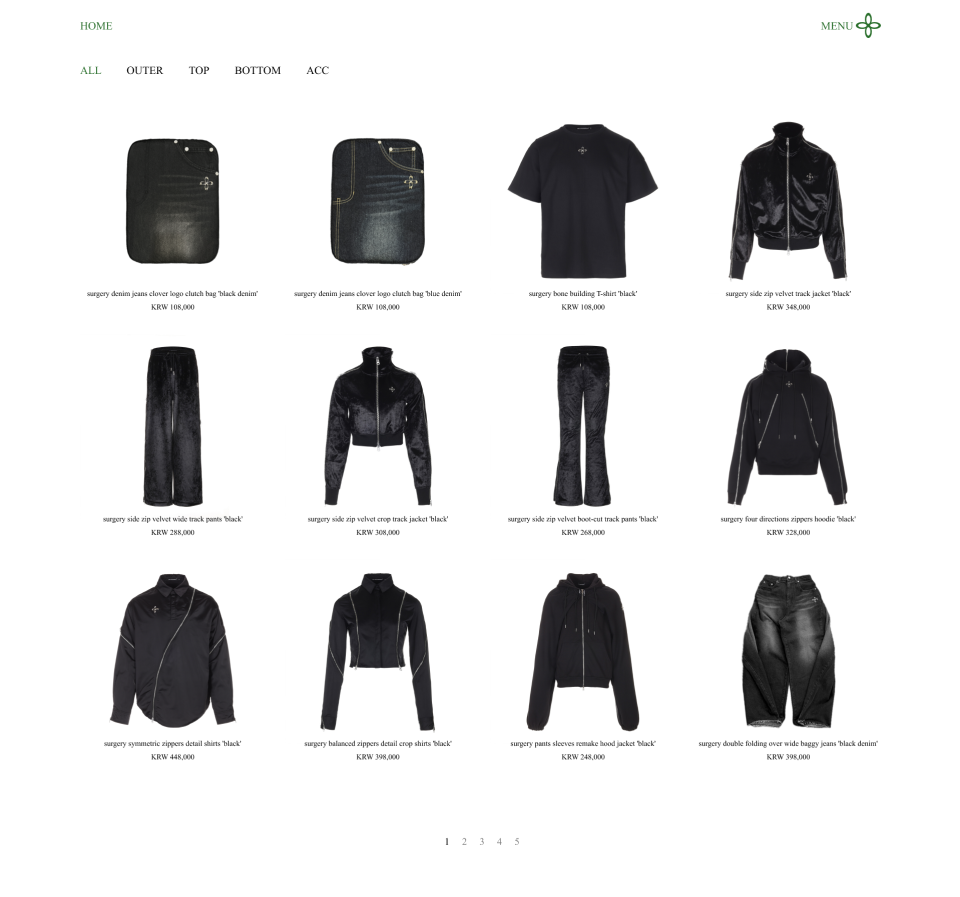 HOME
MENU
ALL OUTER TOP BOTTOM ACC
surgery denim jeans clover logo clutch bag 'black denim'
KRW 108,000
surgery denim jeans clover logo clutch bag 'blue denim'
KRW 108,000
surgery bone building T-shirt 'black'
KRW 108,000
surgery side zip velvet track jacket 'black'
KRW 348,000
surgery side zip velvet wide track pants 'black'
KRW 288,000
surgery side zip velvet crop track jacket 'black'
KRW 308,000
surgery side zip velvet boot-cut track pants 'black'
KRW 268,000
surgery four directions zippers hoodie 'black'
KRW 328,000
surgery symmetric zippers detail shirts 'black'
KRW 448,000
surgery balanced zippers detail crop shirts 'black'
KRW 398,000
surgery pants sleeves remake hood jacket 'black'
KRW 248,000
surgery double folding over wide baggy jeans 'black denim'
KRW 398,000
1 2 3 4 5